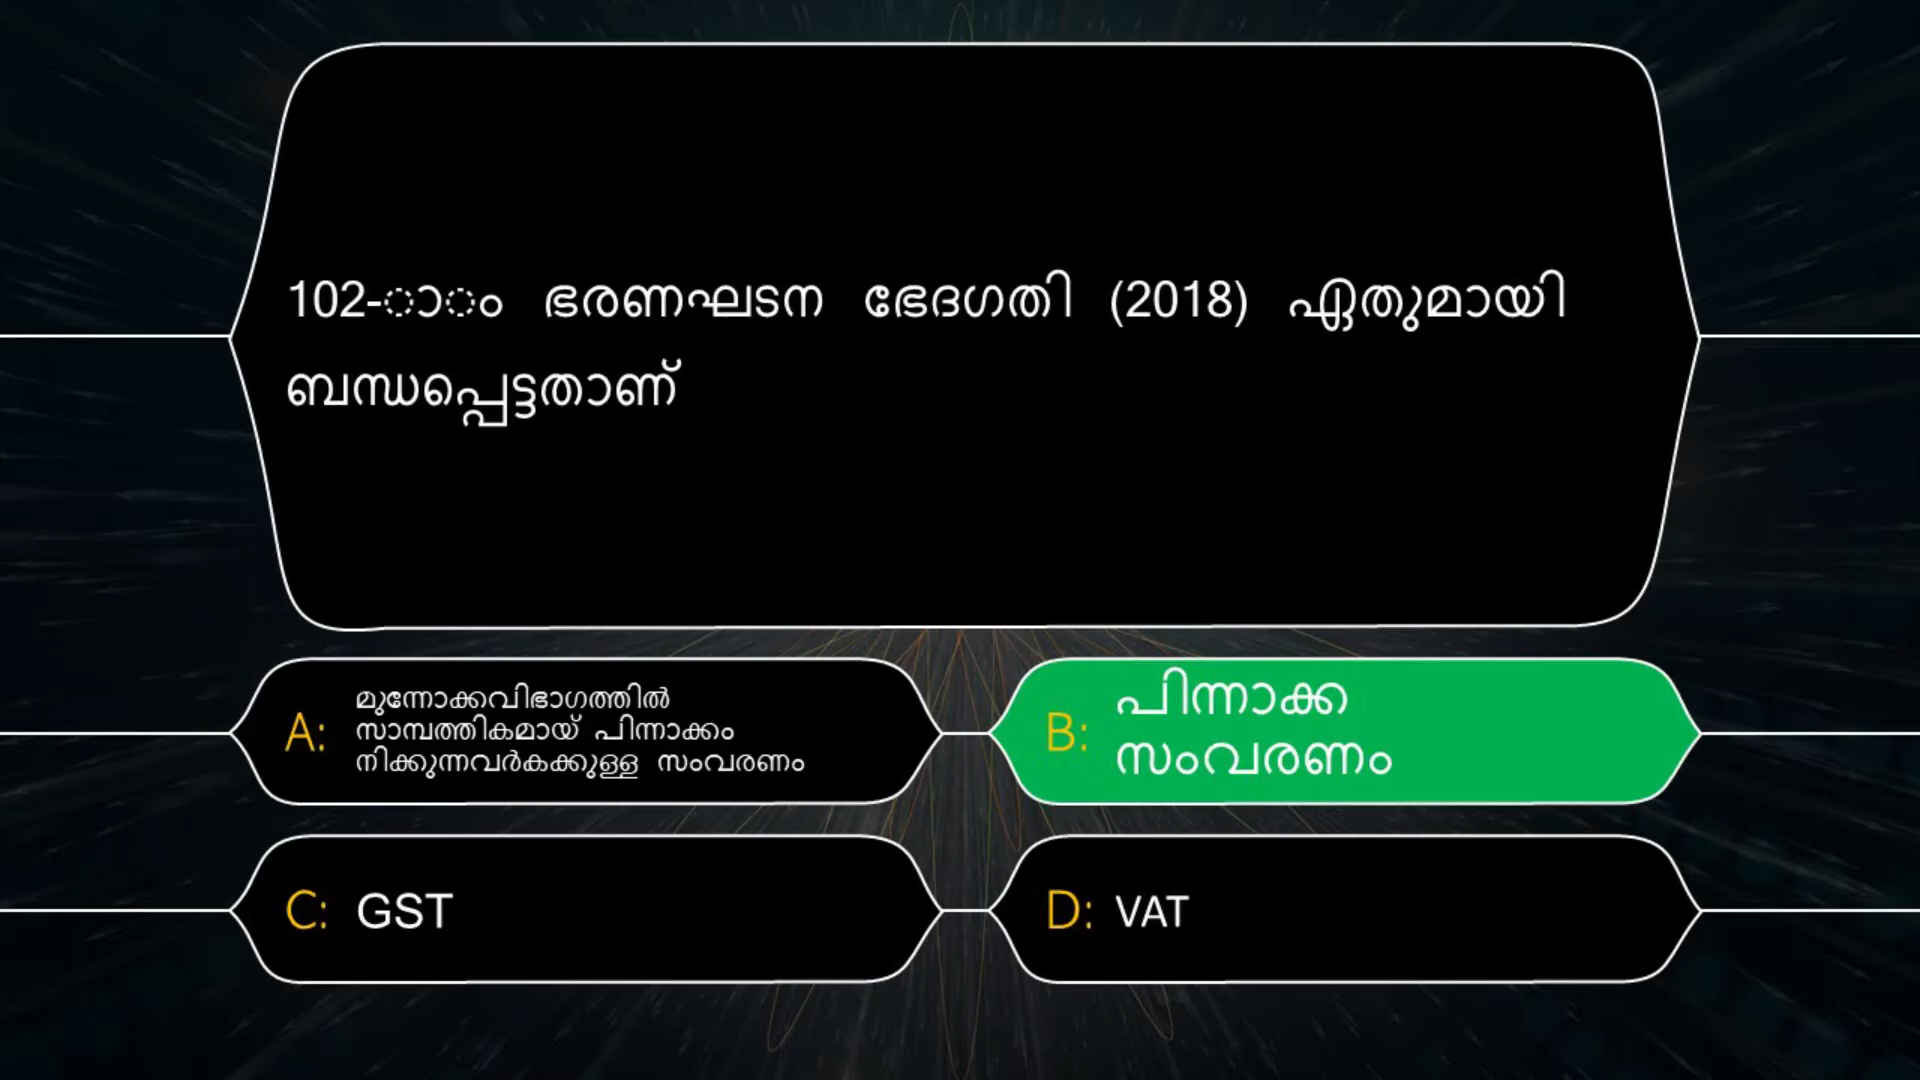 102-ാം ഭരണഘടന ഭേദഗതി (2018) ഏതുമായി
ബന്ധപ്പെട്ടതാണ്
A: മുന്നോക്കവിഭാഗത്തിൽ
സാമ്പത്തികമായ് പിന്നാക്കം
നിക്കുന്നവർകക്കുള്ള സംവരണം
B: പിന്നാക്ക
സംവരണം
C: GST
D: VAT